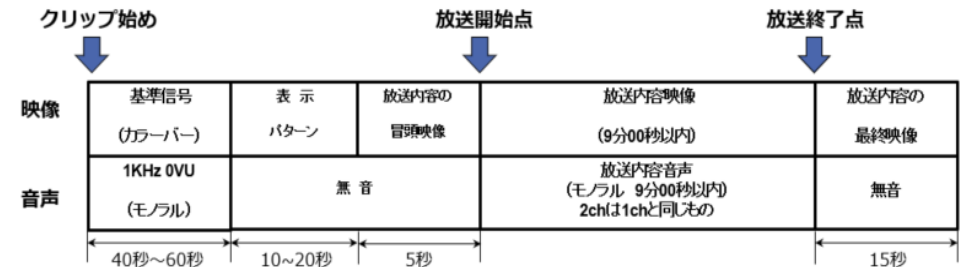 クリップ始め 放送開始点 放送終了点
映像
基準信号
(カラーバー)
表 示
パターン
放送内容の
冒頭映像
放送内容映像
(9分00秒以内)
放送内容の
最終映像
音声
1KHz 0VU
(モノラル)
無 音
放送内容音声
(モノラル 9分00秒以内)
2chは1chと同じもの
無音
40秒～60秒 10~20秒 5秒 15秒